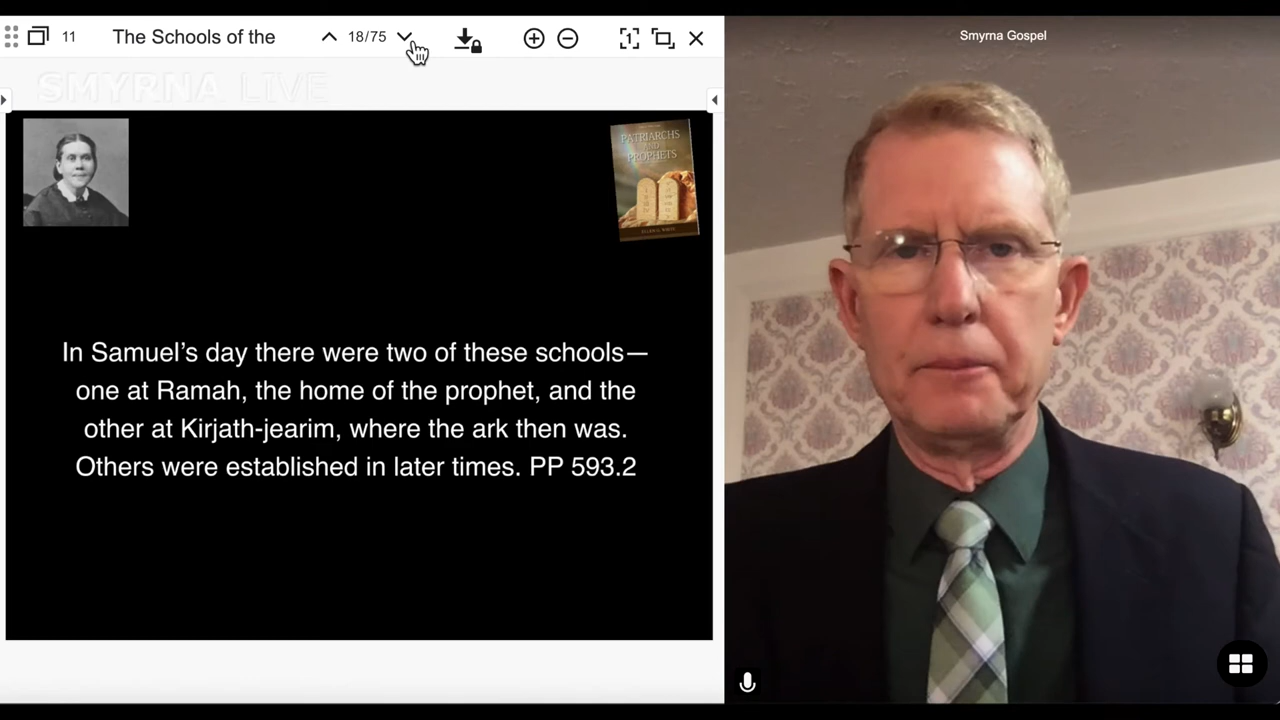 11
The Schools of the
18/75
Smyrna Gospel
SMYRNA LIVE
PATRIARCHS
AND
PROPHETS
In Samuel’s day there were two of these schools—
one at Ramah, the home of the prophet, and the
other at Kirjath-jearim, where the ark then was.
Others were established in later times. PP 593.2